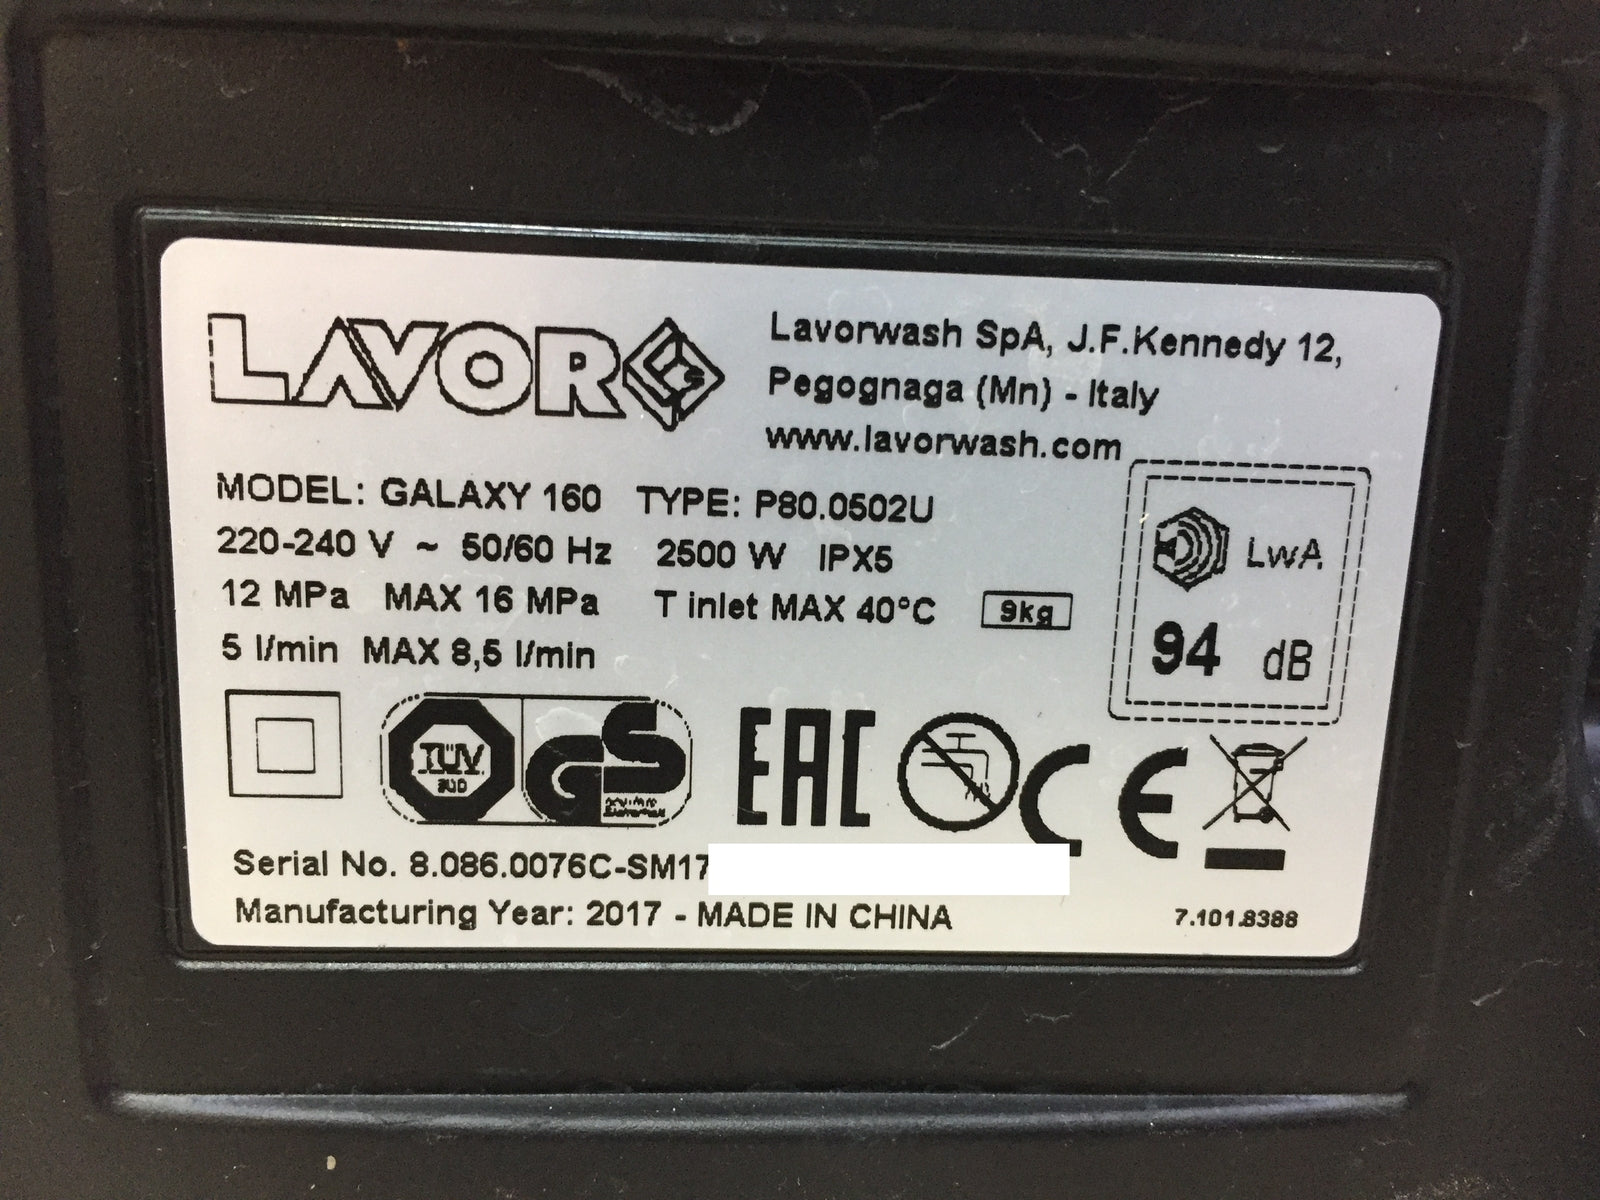 LAVOR
Lavorwash SpA, J.F.Kennedy 12,
Pegognaga (Mn) - Italy
www.lavorwash.com
MODEL: GALAXY 160 TYPE: P80.0502U
220-240 V ~ 50/60 Hz 2500 W IPX5
12 MPa MAX 16 MPa T inlet MAX 40°C 9kg
5 l/min MAX 8,5 l/min
LwA
94 dB
TÜV
SÜD
GS
EAC
CE
Serial No. 8.086.0076C-SM17
Manufacturing Year: 2017 - MADE IN CHINA
7.101.8388